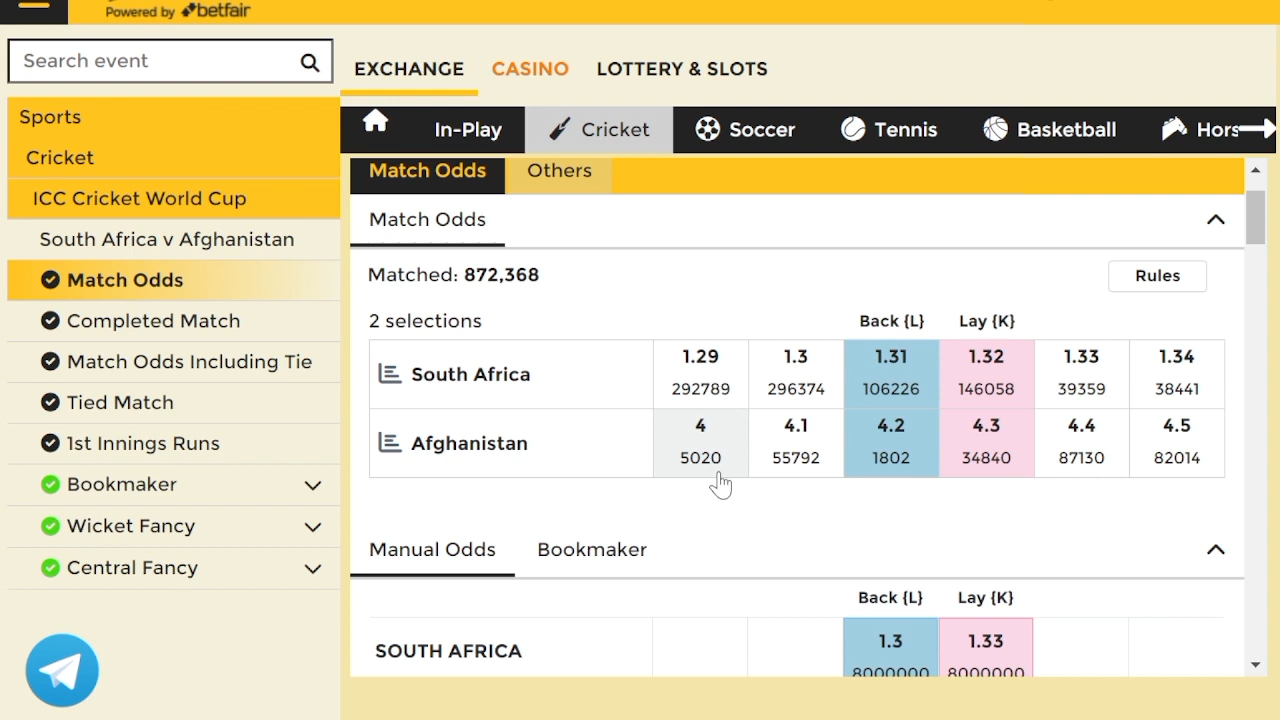 Powered by betfair
Search event
EXCHANGE CASINO LOTTERY & SLOTS
In-Play Cricket Soccer Tennis Basketball Hors
Sports
Cricket
ICC Cricket World Cup
South Africa v Afghanistan
Match Odds
Completed Match
Match Odds Including Tie
Tied Match
1st Innings Runs
Bookmaker
Wicket Fancy
Central Fancy
Match Odds Others
Match Odds
Matched: 872,368 Rules
2 selections Back {L} Lay {K}
South Africa 1.29 1.3 1.31 1.32 1.33 1.34
292789 296374 106226 146058 39359 38441
Afghanistan 4 4.1 4.2 4.3 4.4 4.5
5020 55792 1802 34840 87130 82014
Manual Odds Bookmaker
Back {L} Lay {K}
SOUTH AFRICA 1.3 1.33
8000000 8000000